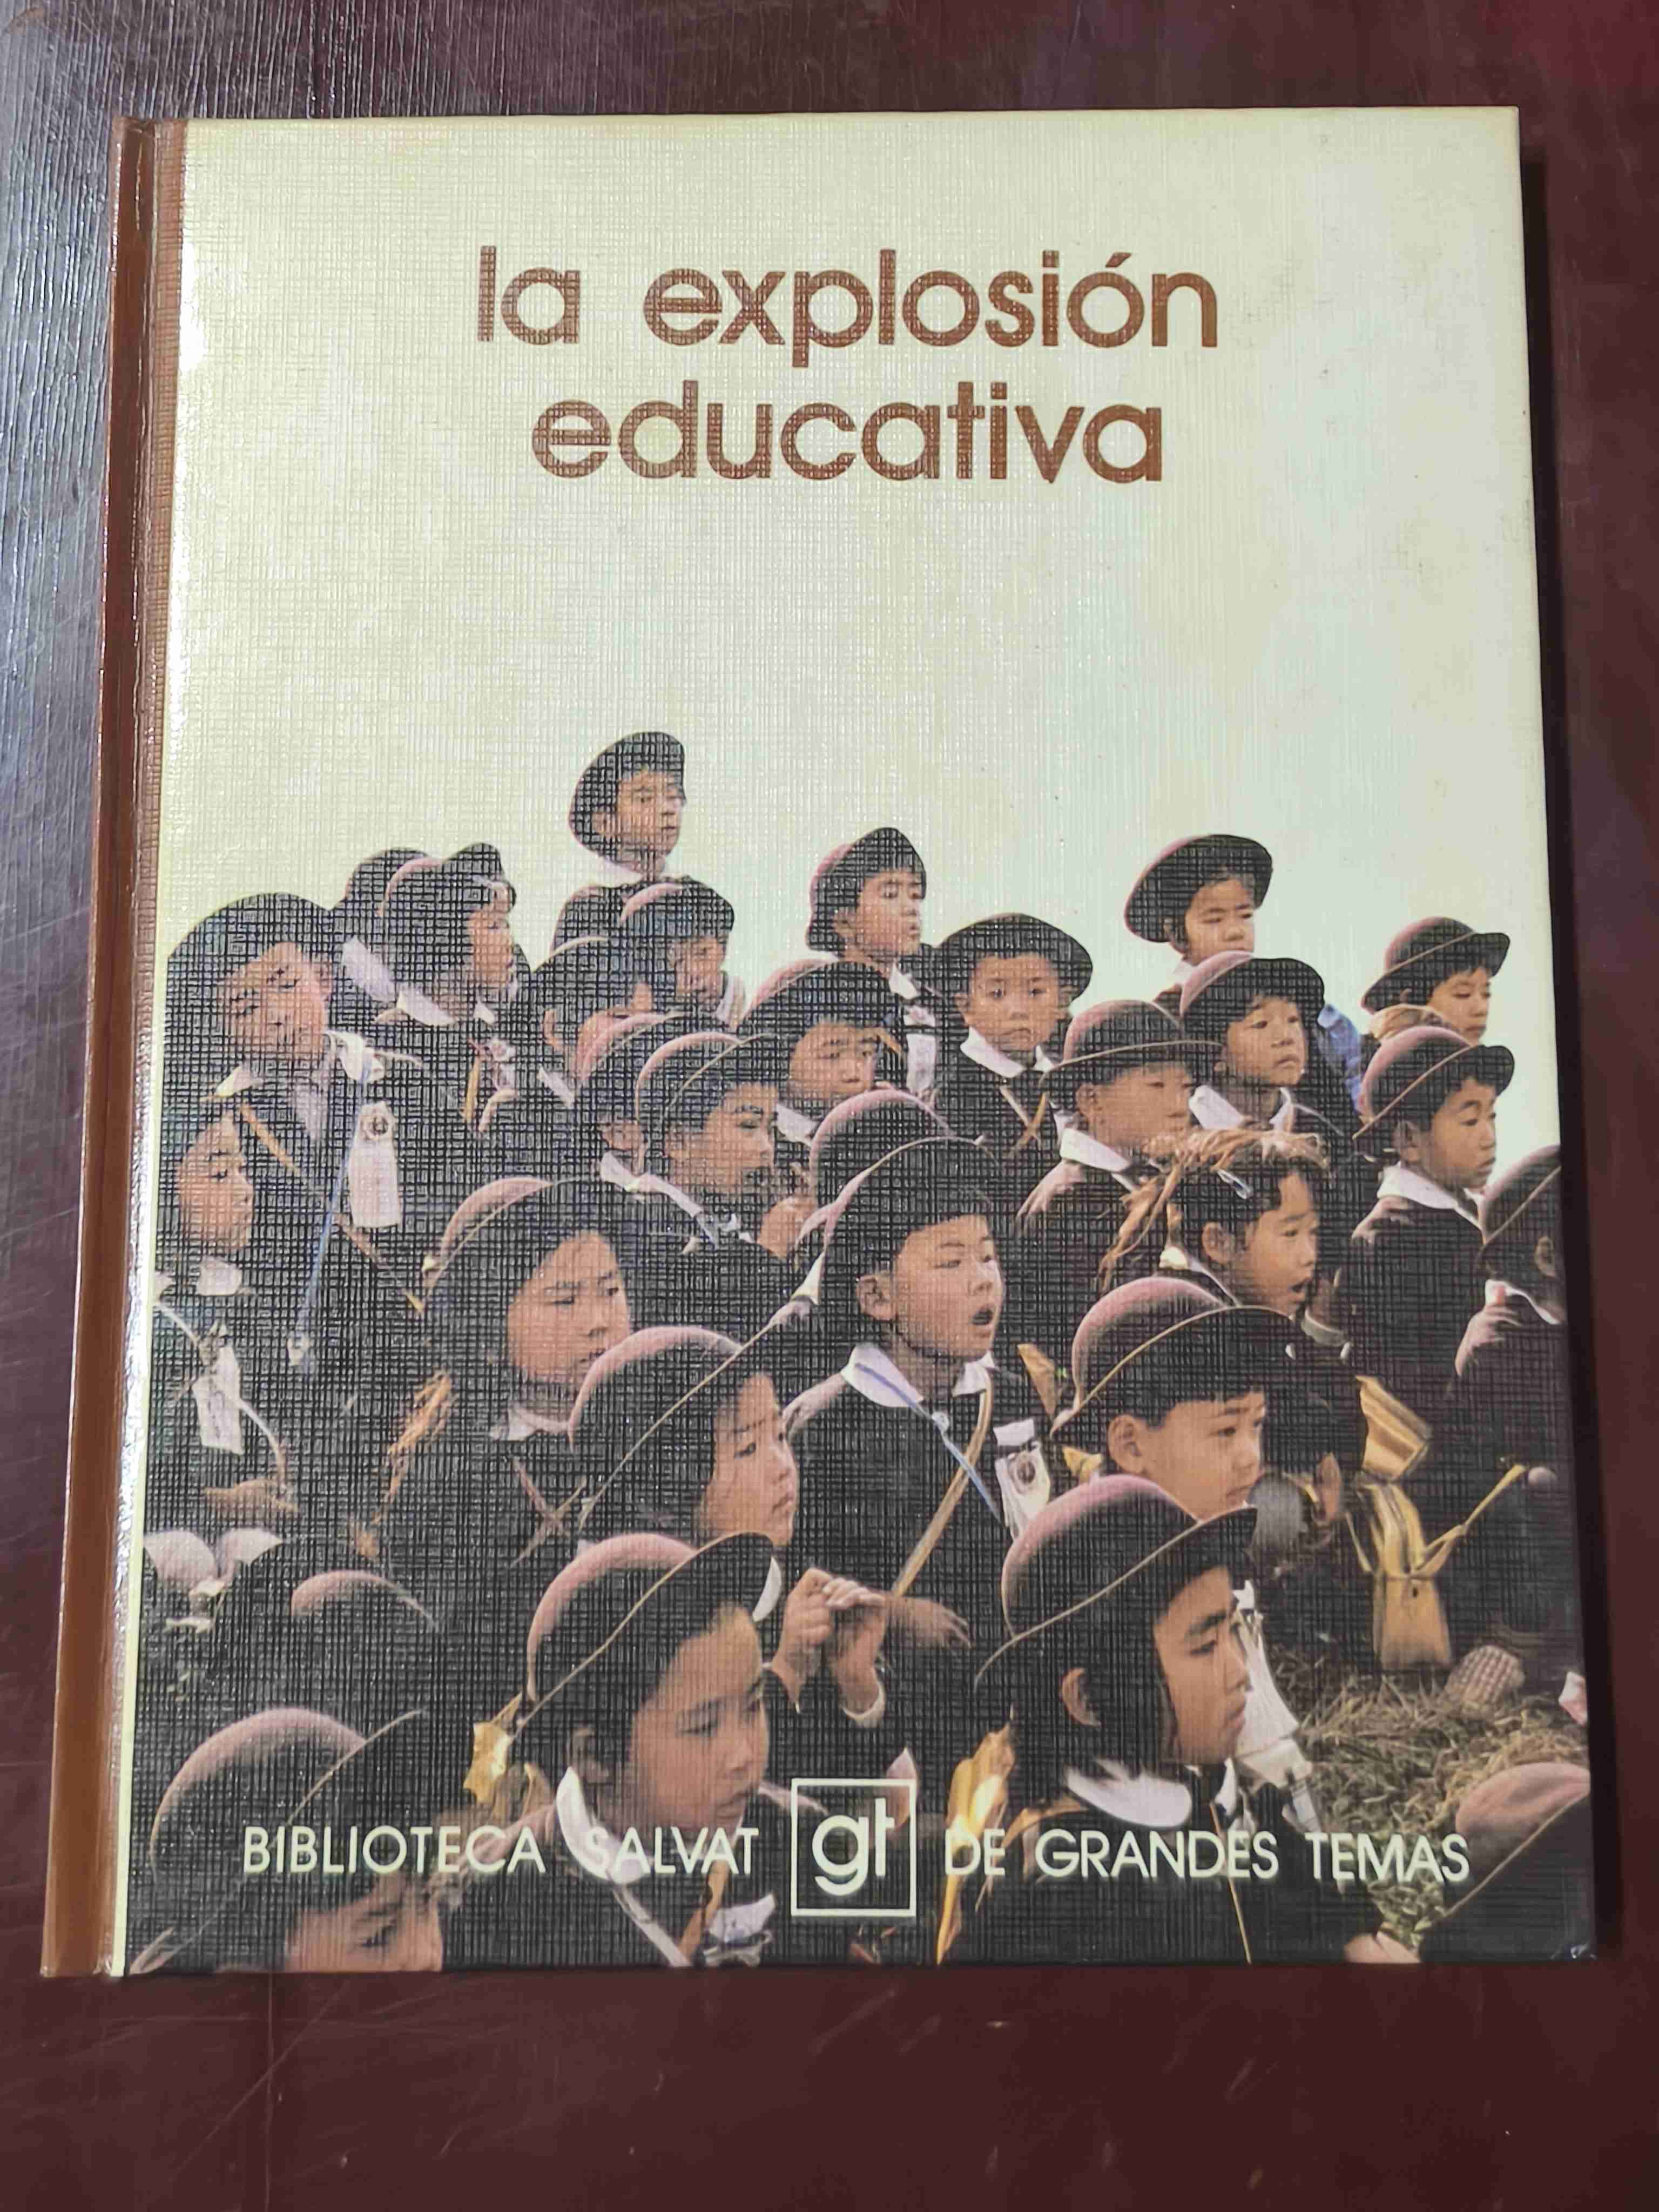 la explosión
educativa
BIBLIOTECA SALVAT gt DE GRANDES TEMAS